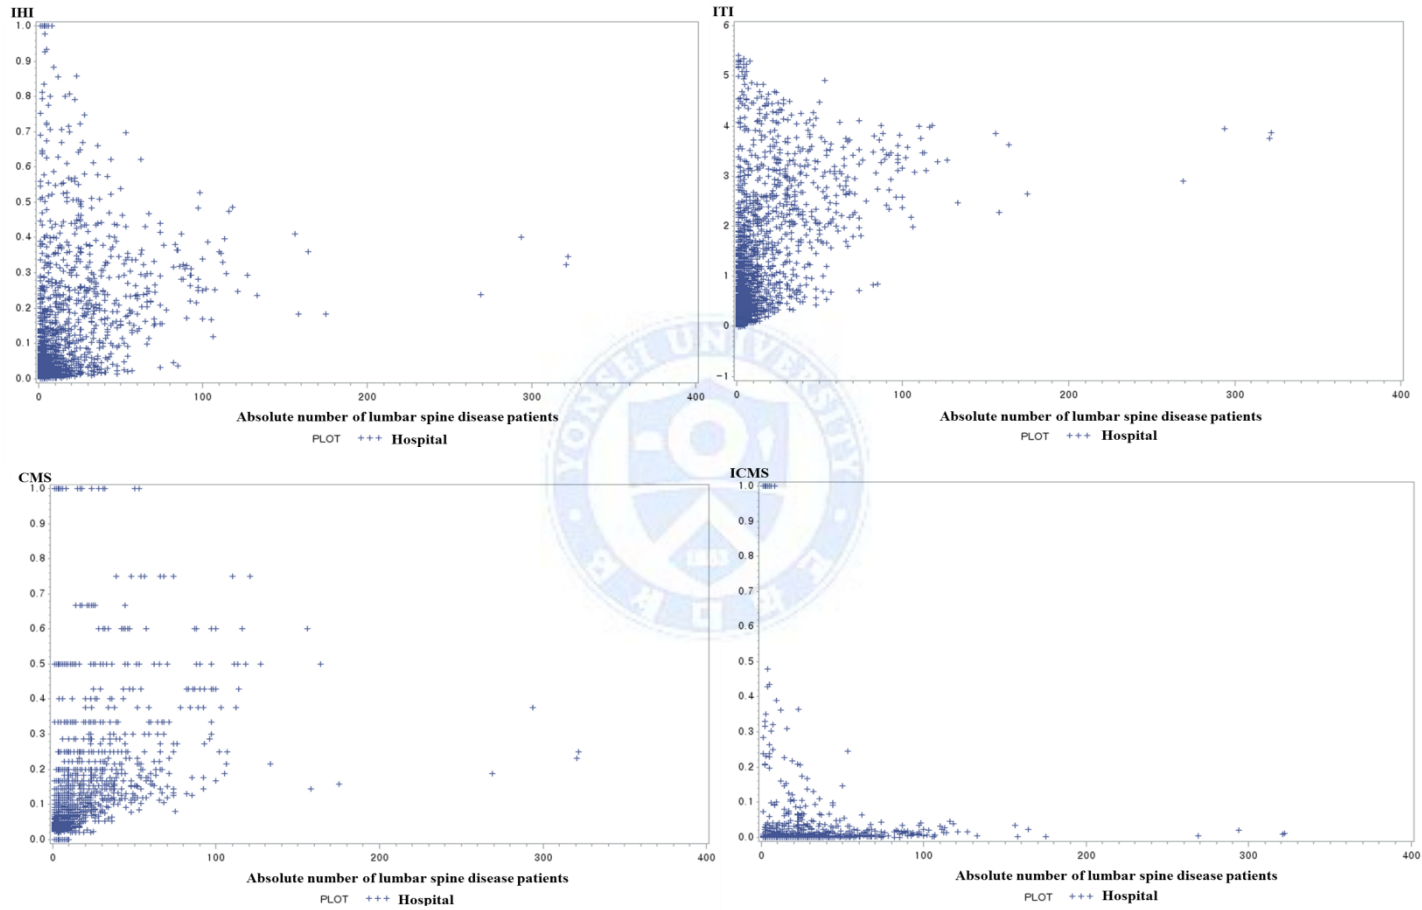 IHI
1.0
0.9
0.8
0.7
0.6
0.5
0.4
0.3
0.2
0.1
0.0
0 100 200 300 400
Absolute number of lumbar spine disease patients
PLOT +++ Hospital
ITI
6
5
4
3
2
1
0
-1
0 100 200 300 400
Absolute number of lumbar spine disease patients
PLOT +++ Hospital
YONSEI UNIVERSITY
CMS
1.0
0.9
0.8
0.7
0.6
0.5
0.4
0.3
0.2
0.1
0.0
0 100 200 300 400
Absolute number of lumbar spine disease patients
PLOT +++ Hospital
ICMS
1.0
0.9
0.8
0.7
0.6
0.5
0.4
0.3
0.2
0.1
0.0
0 100 200 300 400
Absolute number of lumbar spine disease patients
PLOT +++ Hospital